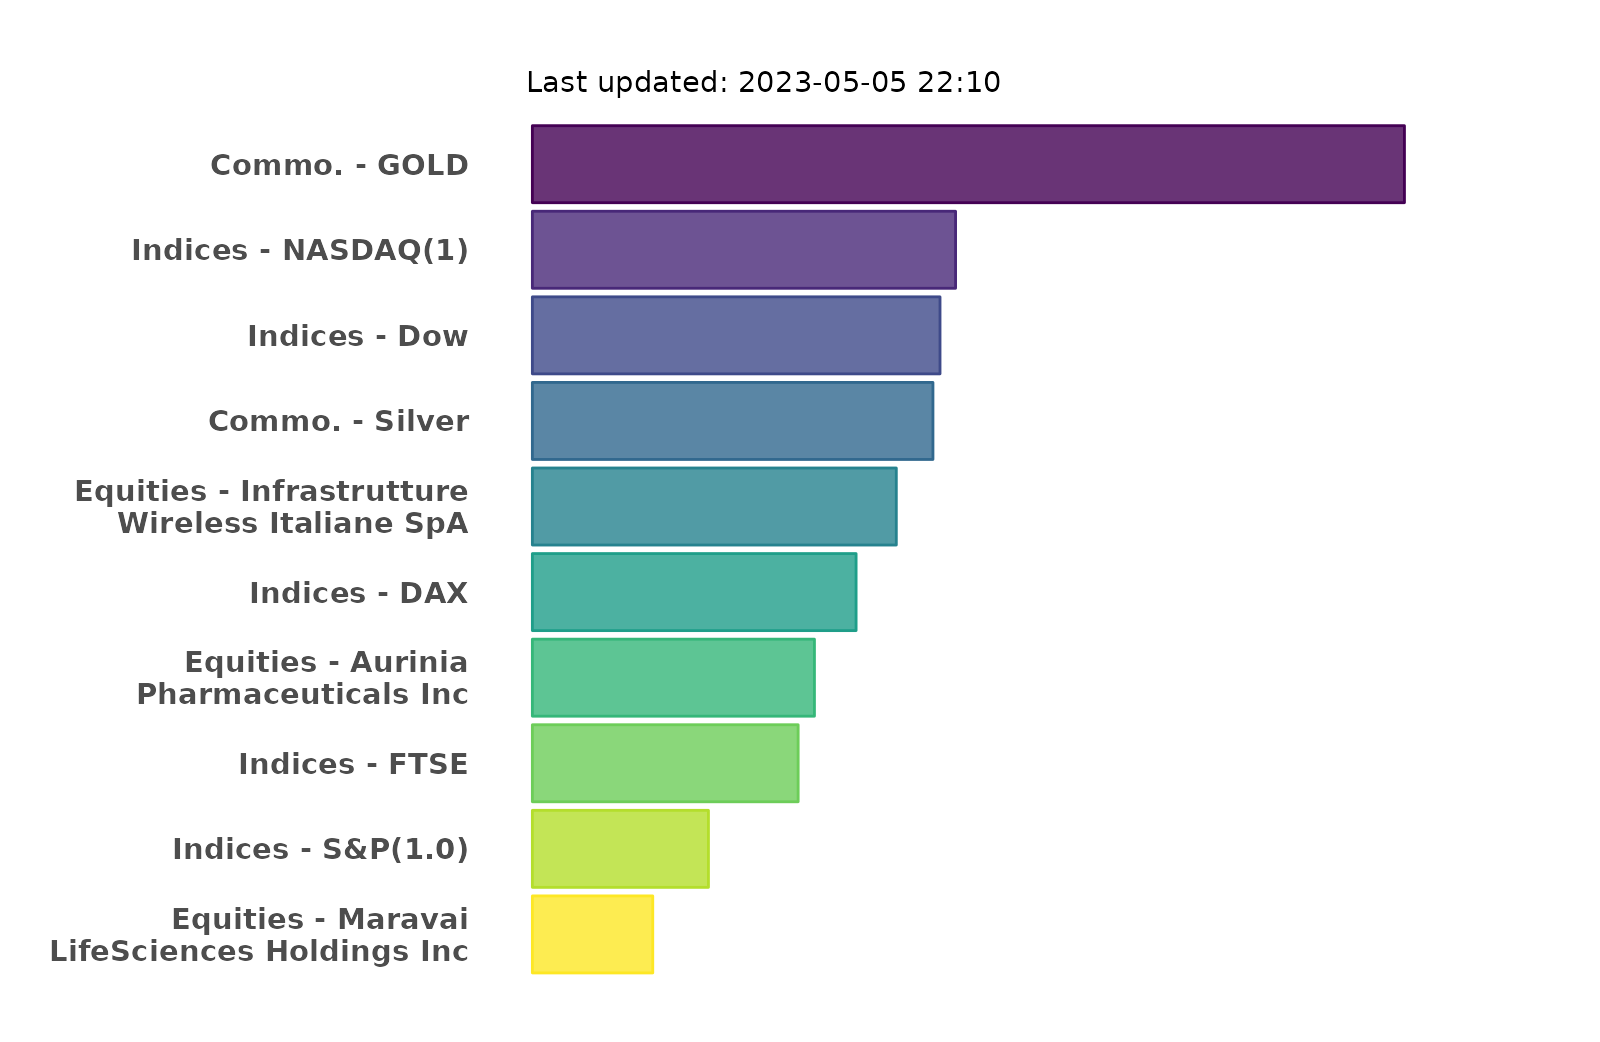 Last updated: 2023-05-05 22:10
Commo. - GOLD
Indices - NASDAQ(1)
Indices - Dow
Commo. - Silver
Equities - Infrastrutture
Wireless Italiane SpA
Indices - DAX
Equities - Aurinia
Pharmaceuticals Inc
Indices - FTSE
Indices - S&P(1.0)
Equities - Maravai
LifeSciences Holdings Inc